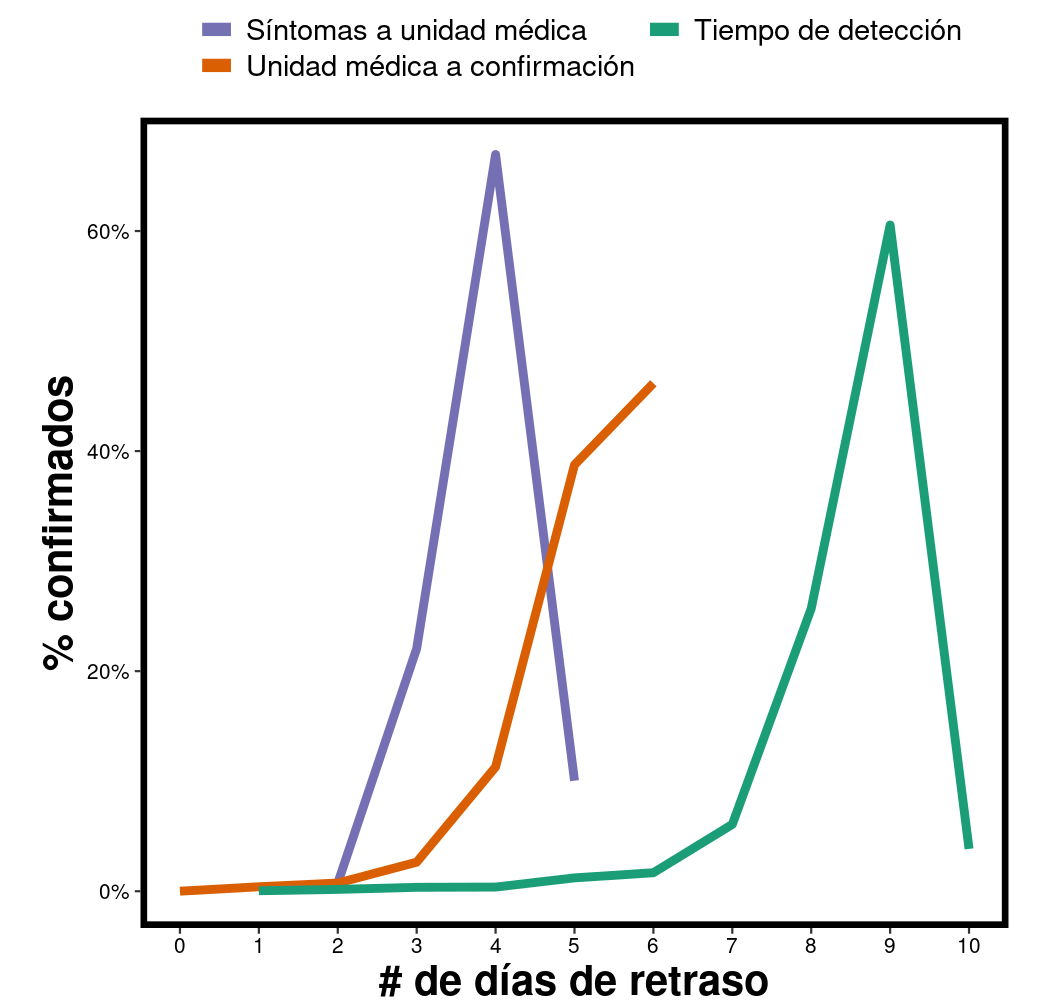 Síntomas a unidad médica
Tiempo de detección
Unidad médica a confirmación
% confirmados
60%
40%
20%
0%
0 1 2 3 4 5 6 7 8 9 10
# de días de retraso